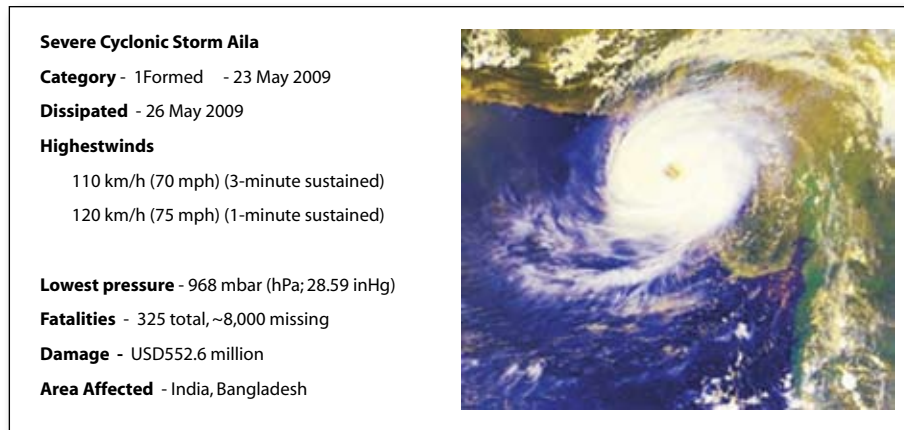 Severe Cyclonic Storm Aila
Category - 1Formed - 23 May 2009
Dissipated - 26 May 2009
Highestwinds
110 km/h (70 mph) (3-minute sustained)
120 km/h (75 mph) (1-minute sustained)
Lowest pressure - 968 mbar (hPa; 28.59 inHg)
Fatalities - 325 total, ~8,000 missing
Damage - USD552.6 million
Area Affected - India, Bangladesh